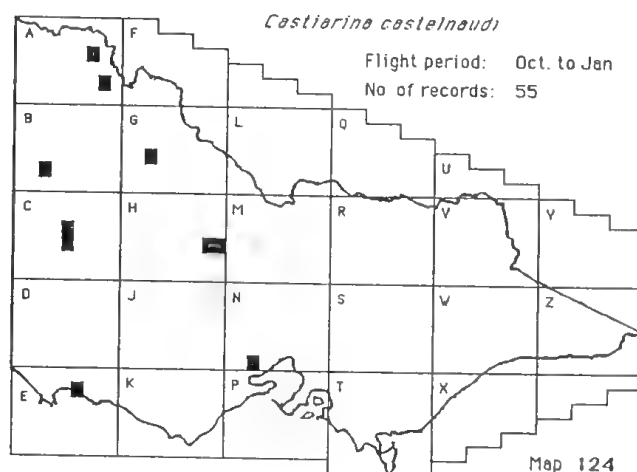 Castiarina castelnaudi
Flight period: Oct. to Jan
No of records: 55
A
F
B
G
L
Q
U
C
H
M
R
V
Y
D
J
N
S
W
Z
E
K
P
T
X
Map 124